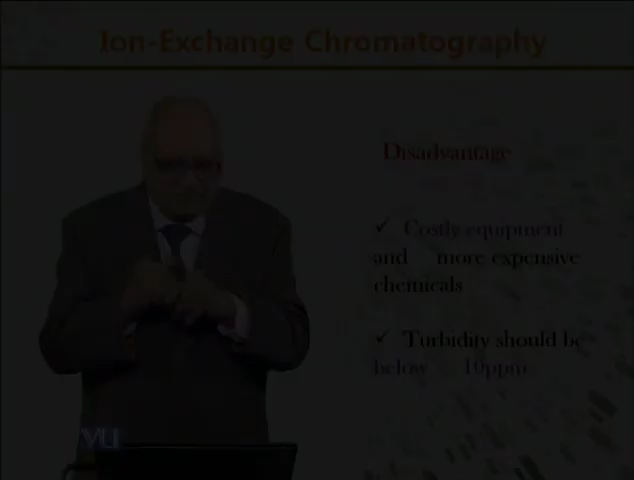 Ion-Exchange Chromatography
Disadvantage
✓ Costly equipment
and more expensive
chemicals
✓ Turbidity should be
below 10ppm
VU